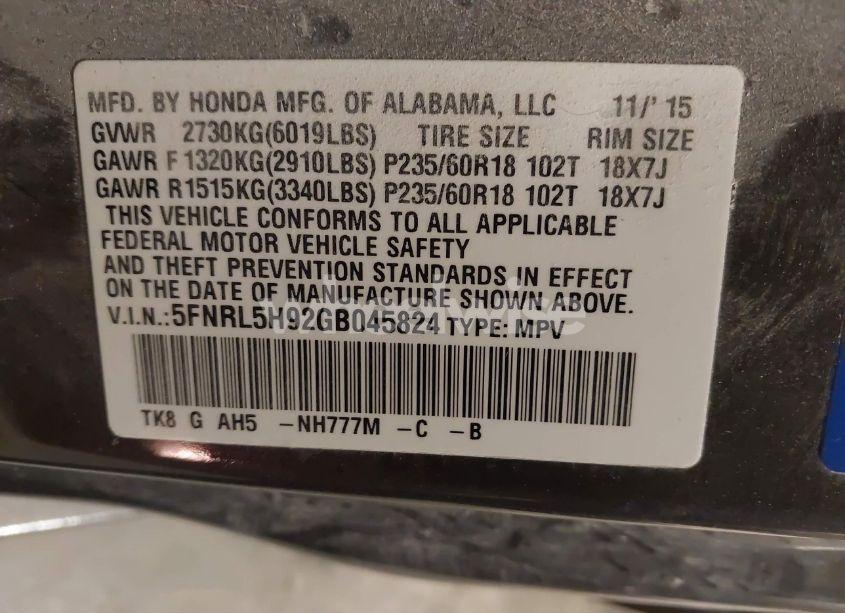 MFD. BY HONDA MFG. OF ALABAMA, LLC 11/'15
GVWR 2730KG(6019LBS) TIRE SIZE RIM SIZE
GAWR F1320KG(2910LBS) P235/60R18 102T 18X7J
GAWR R1515KG(3340LBS) P235/60R18 102T 18X7J
THIS VEHICLE CONFORMS TO ALL APPLICABLE
FEDERAL MOTOR VEHICLE SAFETY
AND THEFT PREVENTION STANDARDS IN EFFECT
ON THE DATE OF MANUFACTURE SHOWN ABOVE.
V.I.N.:5FNRL5H92GB045824 TYPE: MPV
TK8 G AH5 -NH777M -C -B